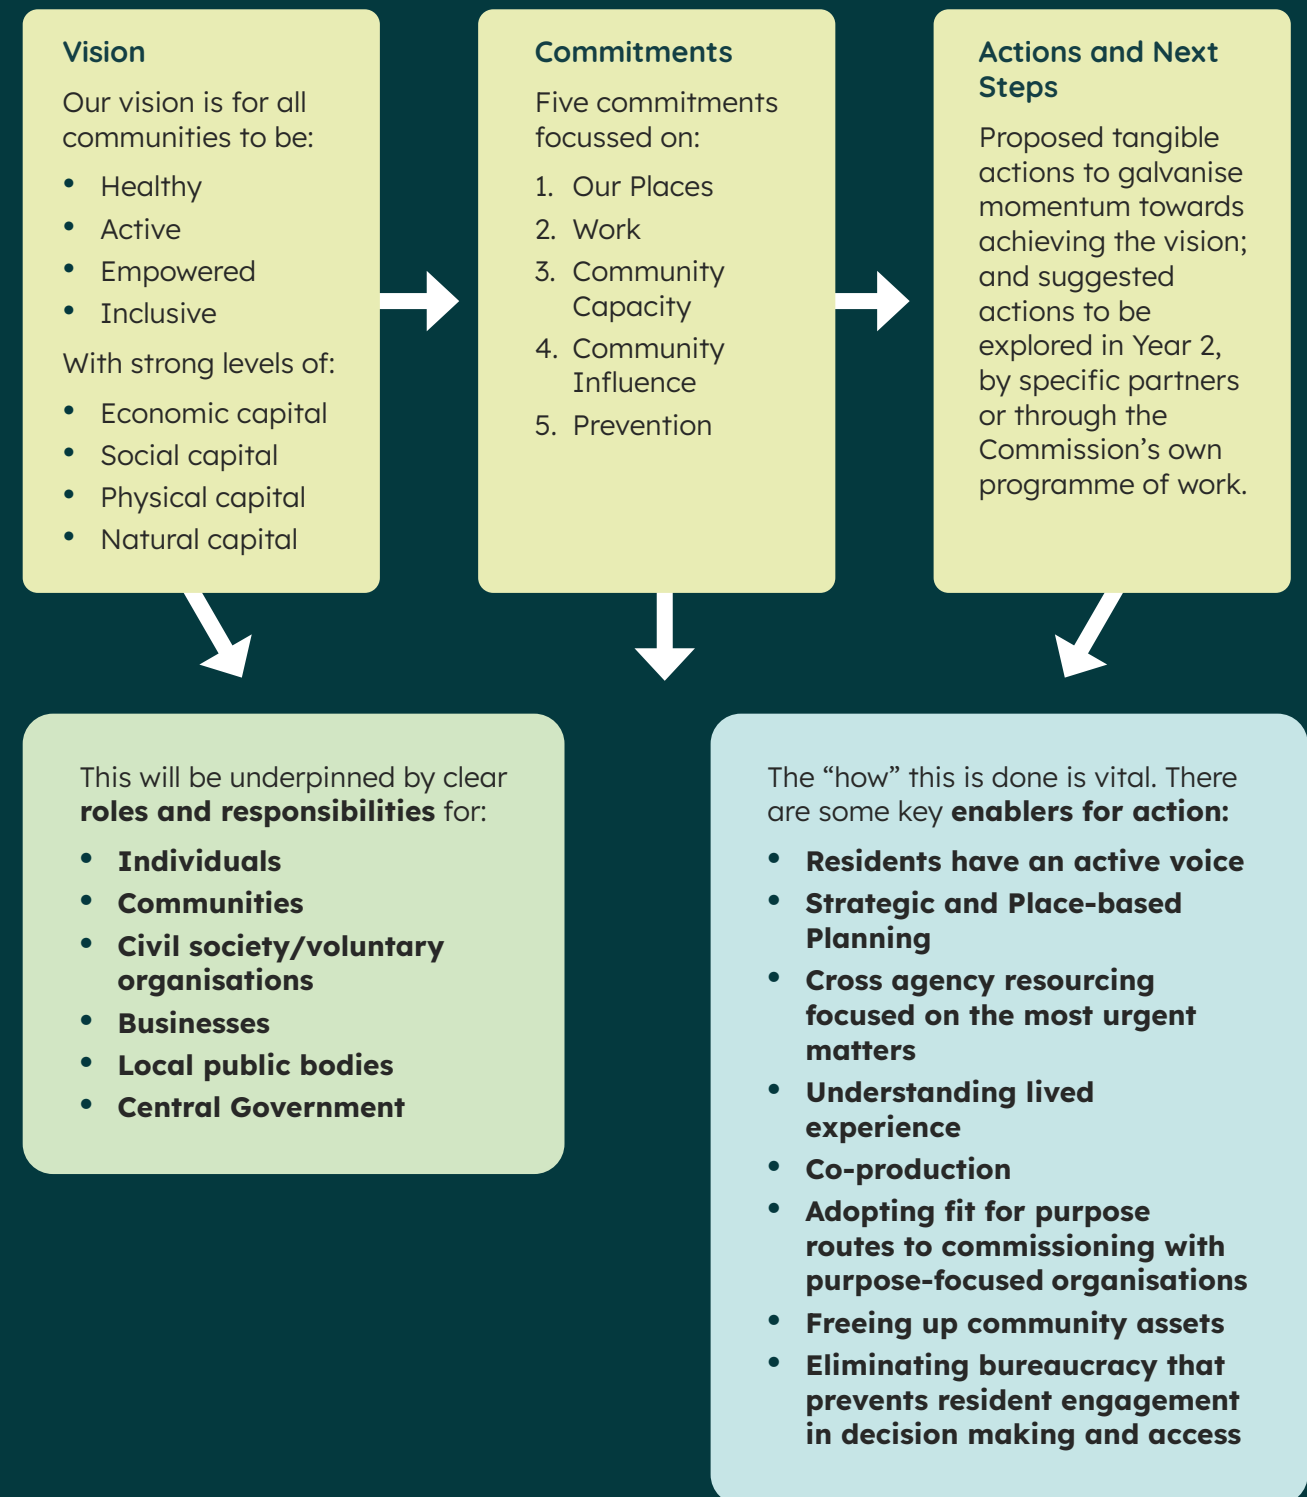 Vision
Our vision is for all
communities to be:
• Healthy
• Active
• Empowered
• Inclusive
With strong levels of:
• Economic capital
• Social capital
• Physical capital
• Natural capital
Commitments
Five commitments
focussed on:
1. Our Places
2. Work
3. Community
Capacity
4. Community
Influence
5. Prevention
Actions and Next
Steps
Proposed tangible
actions to galvanise
momentum towards
achieving the vision;
and suggested
actions to be
explored in Year 2,
by specific partners
or through the
Commission’s own
programme of work.
This will be underpinned by clear
roles and responsibilities for:
• Individuals
• Communities
• Civil society/voluntary
organisations
• Businesses
• Local public bodies
• Central Government
The “how” this is done is vital. There
are some key enablers for action:
• Residents have an active voice
• Strategic and Place-based
Planning
• Cross agency resourcing
focused on the most urgent
matters
• Understanding lived
experience
• Co-production
• Adopting fit for purpose
routes to commissioning with
purpose-focused organisations
• Freeing up community assets
• Eliminating bureaucracy that
prevents resident engagement
in decision making and access